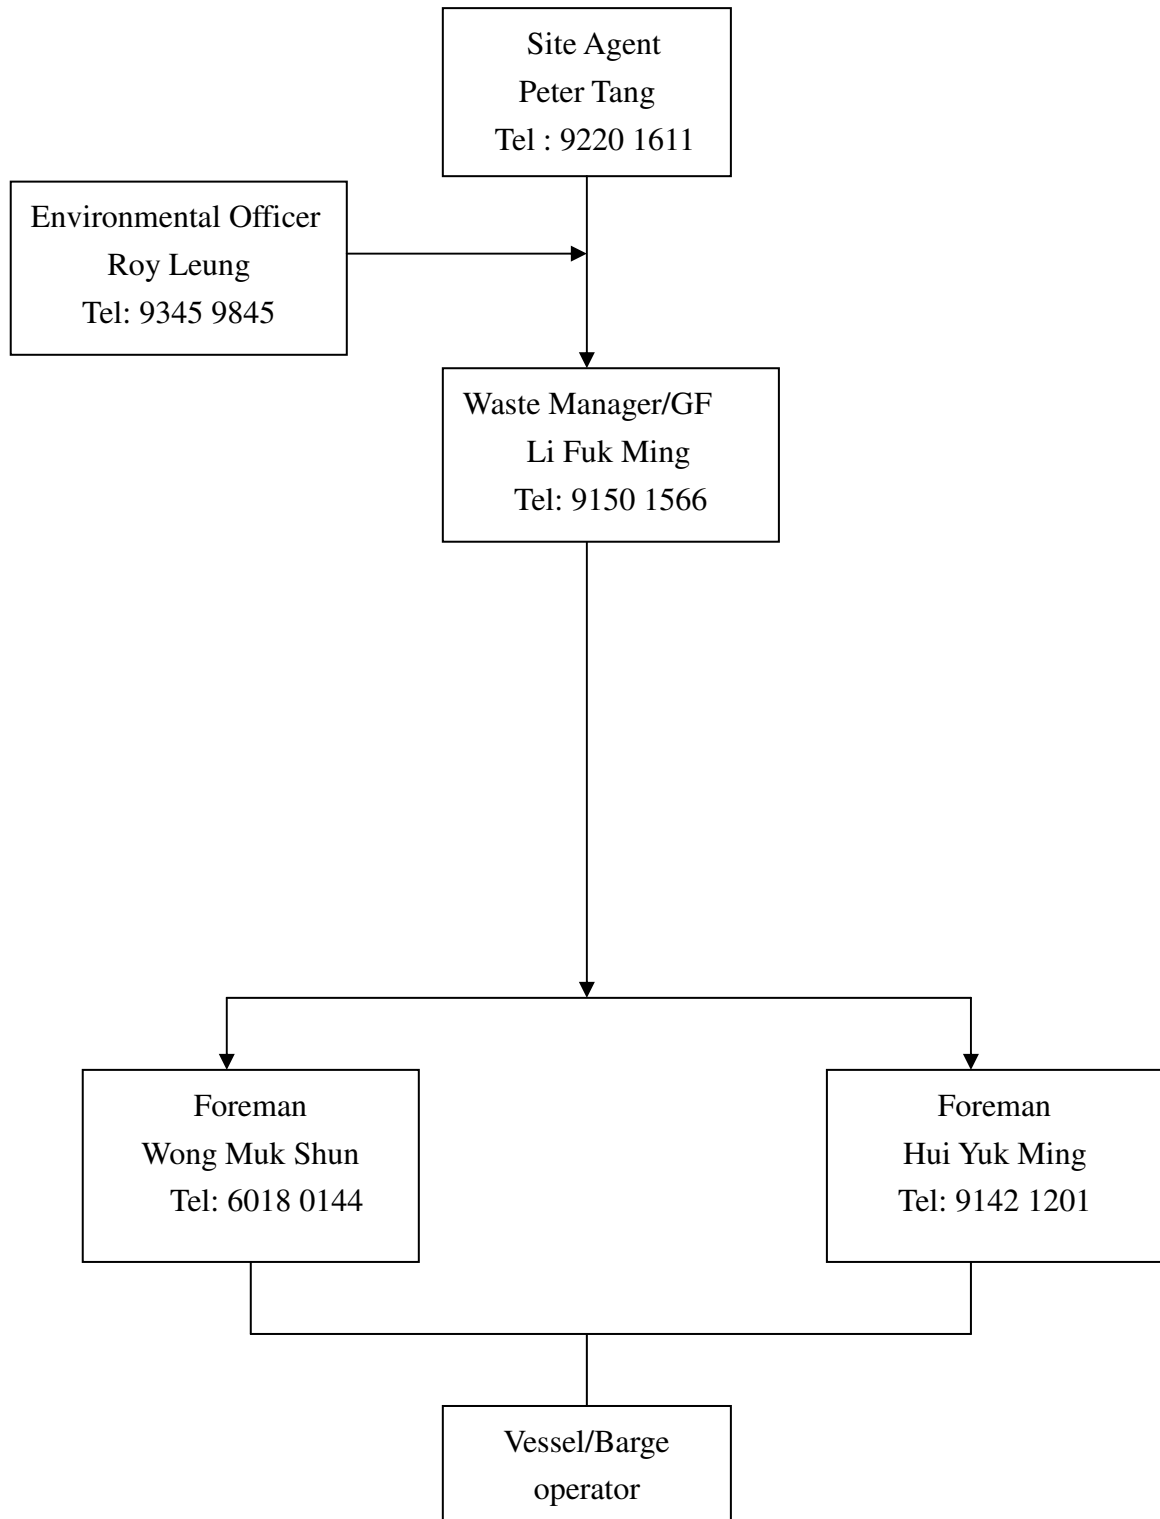 Site Agent
Peter Tang
Tel : 9220 1611
Environmental Officer
Roy Leung
Tel: 9345 9845
Waste Manager/GF
Li Fuk Ming
Tel: 9150 1566
Foreman
Wong Muk Shun
Tel: 6018 0144
Foreman
Hui Yuk Ming
Tel: 9142 1201
Vessel/Barge
operator